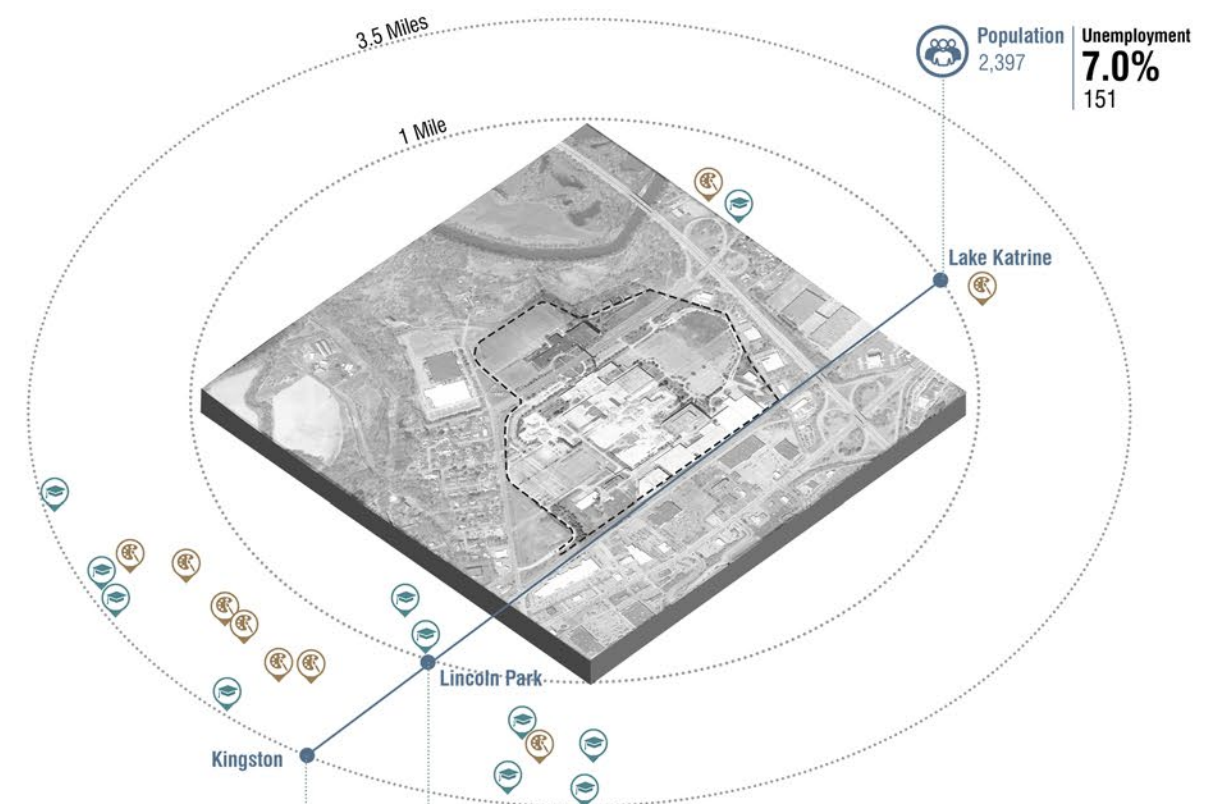 3.5 Miles
Population
2,397
Unemployment
7.0%
151
1 Mile
Lake Katrine
Lincoln Park
Kingston